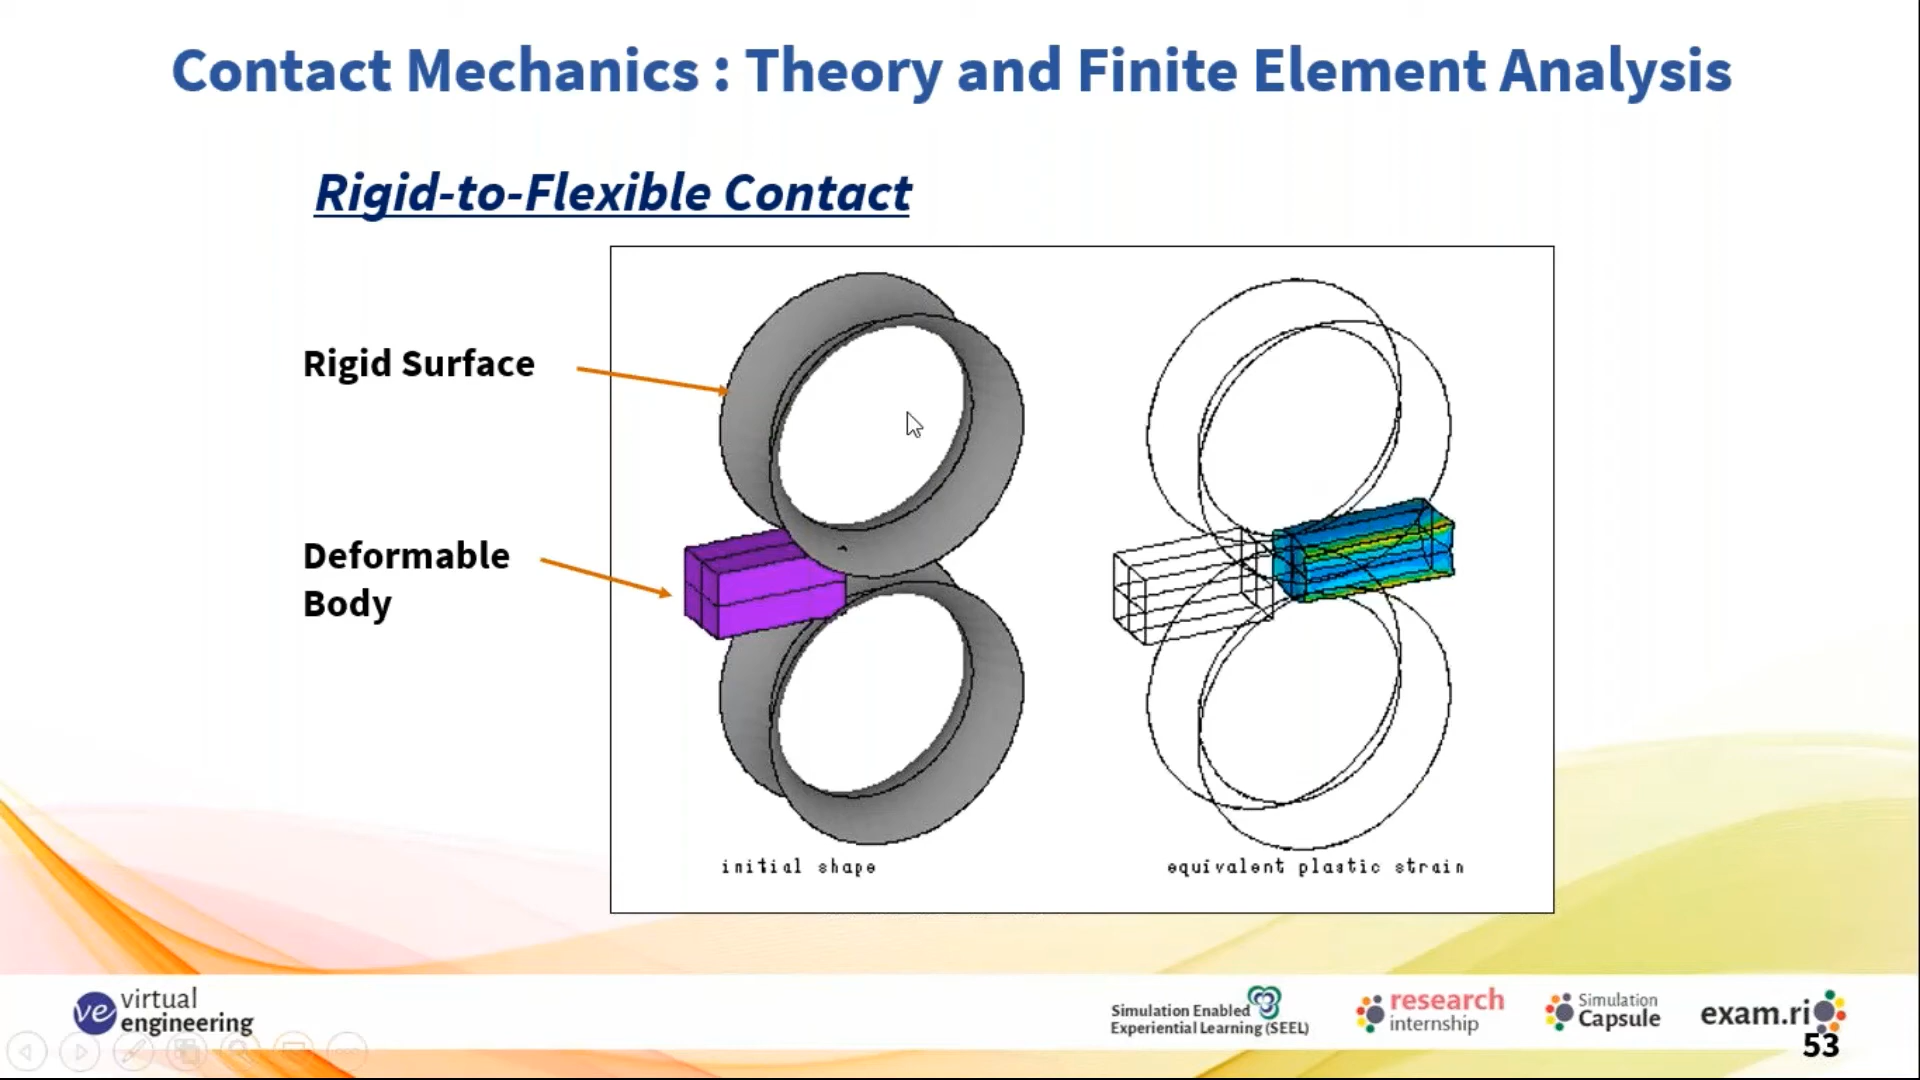 Contact Mechanics : Theory and Finite Element Analysis
Rigid-to-Flexible Contact
Rigid Surface
Deformable
Body
initial shape
equivalent plastic strain
ve virtual
engineering
Simulation Enabled
Experiential Learning (SEEL)
research
internship
Simulation
Capsule
exam.ri
53